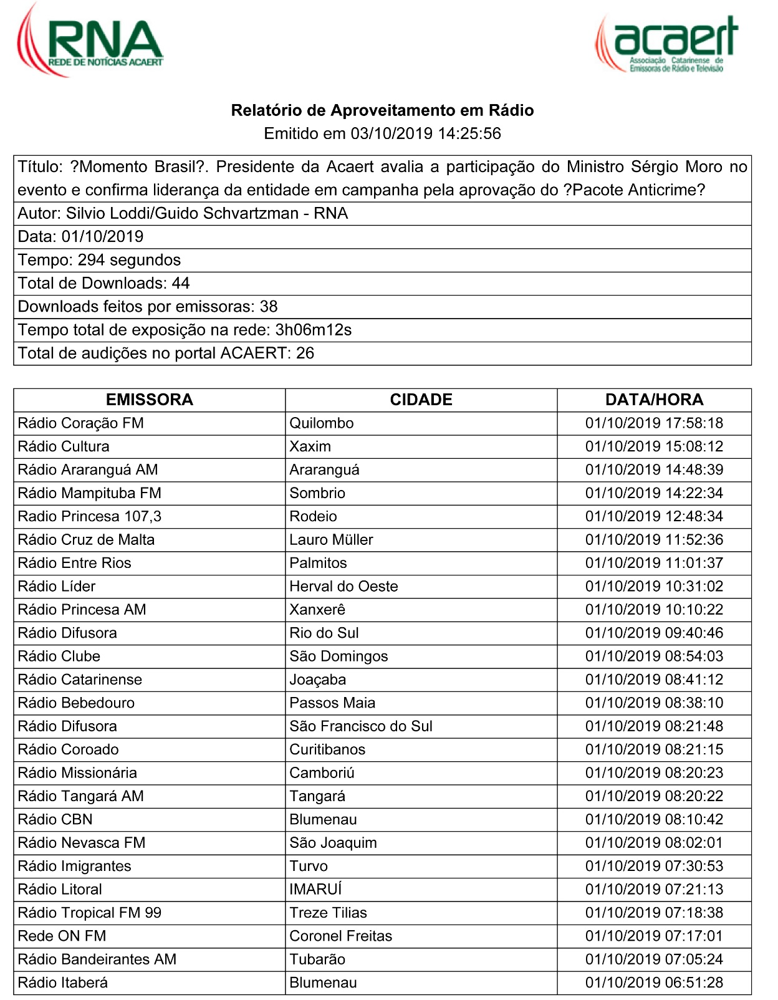 RNA
REDE DE NOTÍCIAS ACAERT
acaert
Associação Catarinense de
Emissoras de Rádio e Televisão
Relatório de Aproveitamento em Rádio
Emitido em 03/10/2019 14:25:56
Título: ?Momento Brasil?. Presidente da Acaert avalia a participação do Ministro Sérgio Moro no
evento e confirma liderança da entidade em campanha pela aprovação do ?Pacote Anticrime?
Autor: Silvio Loddi/Guido Schvartzman - RNA
Data: 01/10/2019
Tempo: 294 segundos
Total de Downloads: 44
Downloads feitos por emissoras: 38
Tempo total de exposição na rede: 3h06m12s
Total de audições no portal ACAERT: 26
EMISSORA CIDADE DATA/HORA
Rádio Coração FM Quilombo 01/10/2019 17:58:18
Rádio Cultura Xaxim 01/10/2019 15:08:12
Rádio Araranguá AM Araranguá 01/10/2019 14:48:39
Rádio Mampituba FM Sombrio 01/10/2019 14:22:34
Radio Princesa 107,3 Rodeio 01/10/2019 12:48:34
Rádio Cruz de Malta Lauro Müller 01/10/2019 11:52:36
Rádio Entre Rios Palmitos 01/10/2019 11:01:37
Rádio Líder Herval do Oeste 01/10/2019 10:31:02
Rádio Princesa AM Xanxerê 01/10/2019 10:10:22
Rádio Difusora Rio do Sul 01/10/2019 09:40:46
Rádio Clube São Domingos 01/10/2019 08:54:03
Rádio Catarinense Joaçaba 01/10/2019 08:41:12
Rádio Bebedouro Passos Maia 01/10/2019 08:38:10
Rádio Difusora São Francisco do Sul 01/10/2019 08:21:48
Rádio Coroado Curitibanos 01/10/2019 08:21:15
Rádio Missionária Camboriú 01/10/2019 08:20:23
Rádio Tangará AM Tangará 01/10/2019 08:20:22
Rádio CBN Blumenau 01/10/2019 08:10:42
Rádio Nevasca FM São Joaquim 01/10/2019 08:02:01
Rádio Imigrantes Turvo 01/10/2019 07:30:53
Rádio Litoral IMARUÍ 01/10/2019 07:21:13
Rádio Tropical FM 99 Treze Tilias 01/10/2019 07:18:38
Rede ON FM Coronel Freitas 01/10/2019 07:17:01
Rádio Bandeirantes AM Tubarão 01/10/2019 07:05:24
Rádio Itaberá Blumenau 01/10/2019 06:51:28